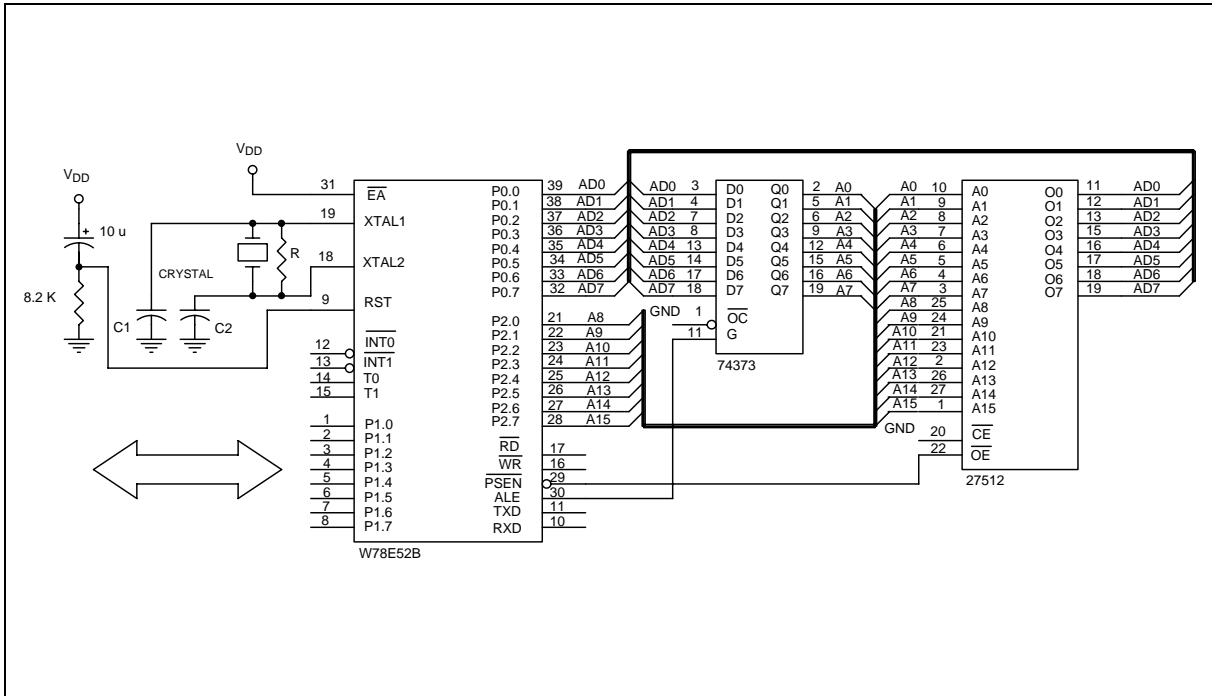 VDD
10 u
8.2 K
VDD
CRYSTAL
R
C1
C2
31 EA
19 XTAL1
18 XTAL2
9 RST
12 INT0
13 INT1
14 T0
15 T1
1 P1.0
2 P1.1
3 P1.2
4 P1.3
5 P1.4
6 P1.5
7 P1.6
8 P1.7
P0.0 39 AD0
P0.1 38 AD1
P0.2 37 AD2
P0.3 36 AD3
P0.4 35 AD4
P0.5 34 AD5
P0.6 33 AD6
P0.7 32 AD7
P2.0 21 A8
P2.1 22 A9
P2.2 23 A10
P2.3 24 A11
P2.4 25 A12
P2.5 26 A13
P2.6 27 A14
P2.7 28 A15
RD 17
WR 16
PSEN 29
ALE 30
TXD 11
RXD 10
W78E52B
AD0 3 D0 Q0 2 A0
AD1 4 D1 Q1 5 A1
AD2 7 D2 Q2 6 A2
AD3 8 D3 Q3 9 A3
AD4 13 D4 Q4 12 A4
AD5 14 D5 Q5 15 A5
AD6 17 D6 Q6 16 A6
AD7 18 D7 Q7 19 A7
GND 1 OC
11 G
74373
A0 10 A0 O0 11 AD0
A1 9 A1 O1 12 AD1
A2 8 A2 O2 13 AD2
A3 7 A3 O3 15 AD3
A4 6 A4 O4 16 AD4
A5 5 A5 O5 17 AD5
A6 4 A6 O6 18 AD6
A7 3 A7 O7 19 AD7
A8 25 A8
A9 24 A9
A10 21 A10
A11 23 A11
A12 2 A12
A13 26 A13
A14 27 A14
A15 1 A15
GND 20 CE
22 OE
27512